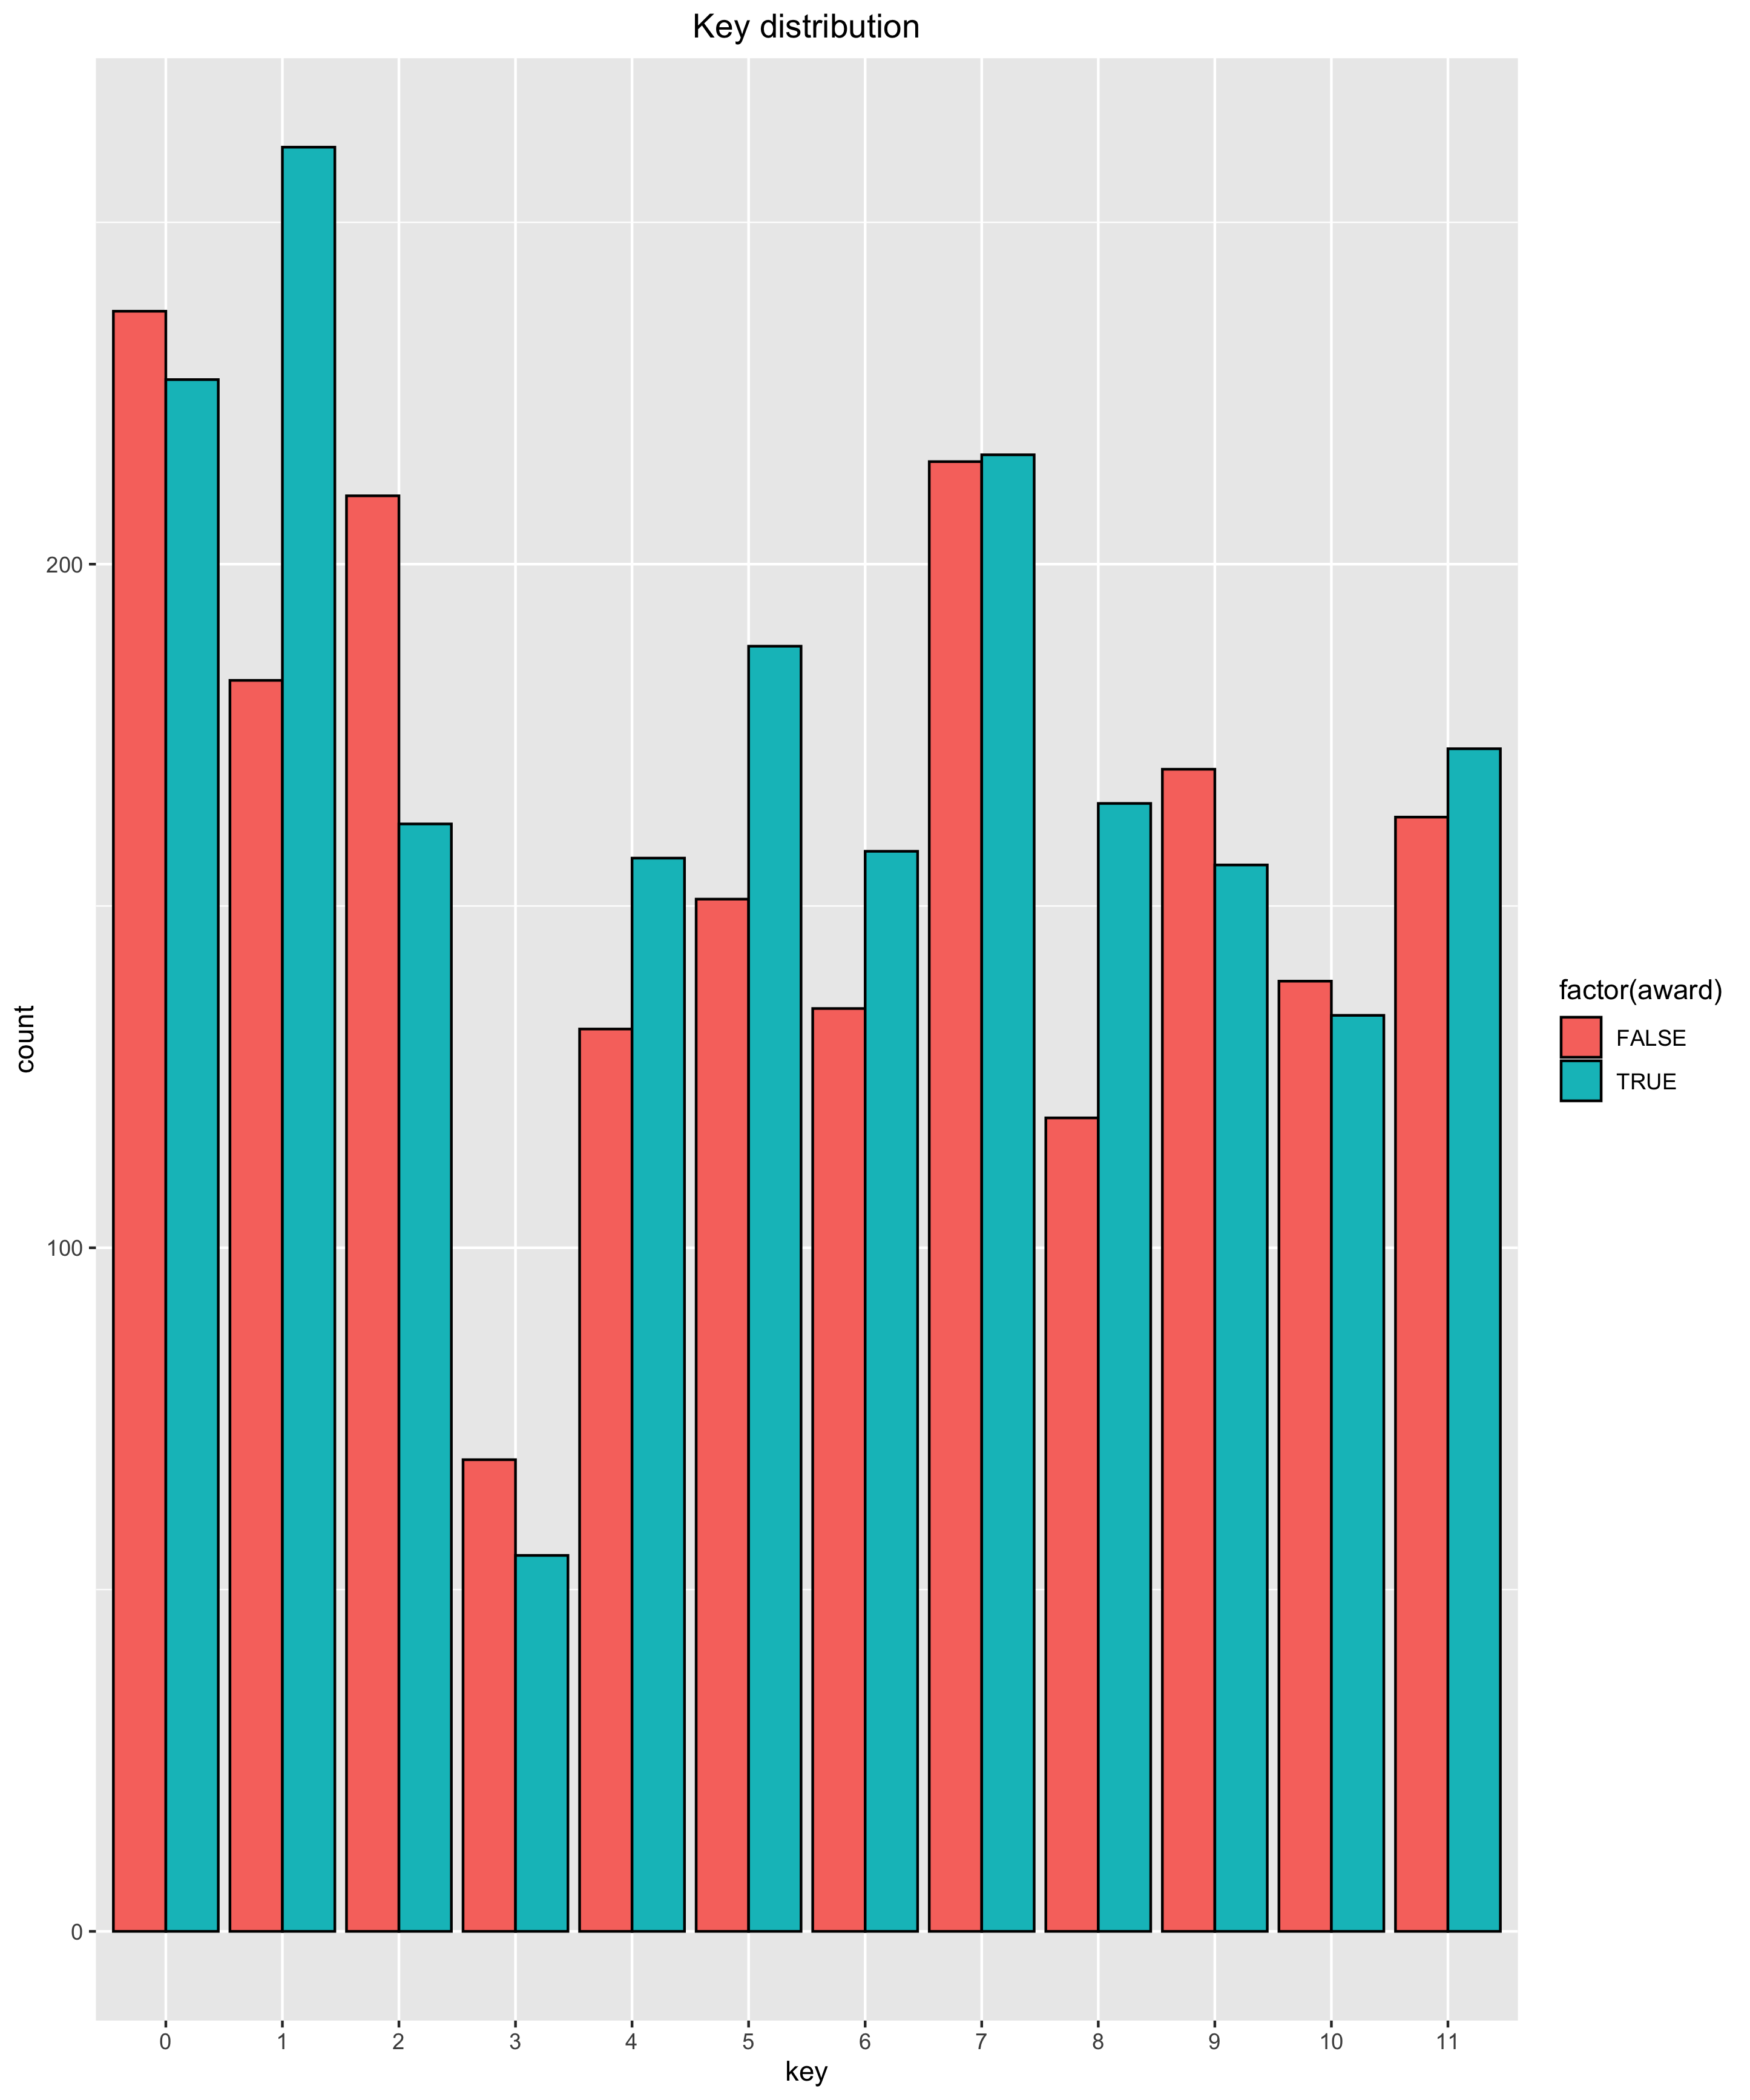 Key distribution
200
100
0
count
0 1 2 3 4 5 6 7 8 9 10 11
key
factor(award)
FALSE
TRUE